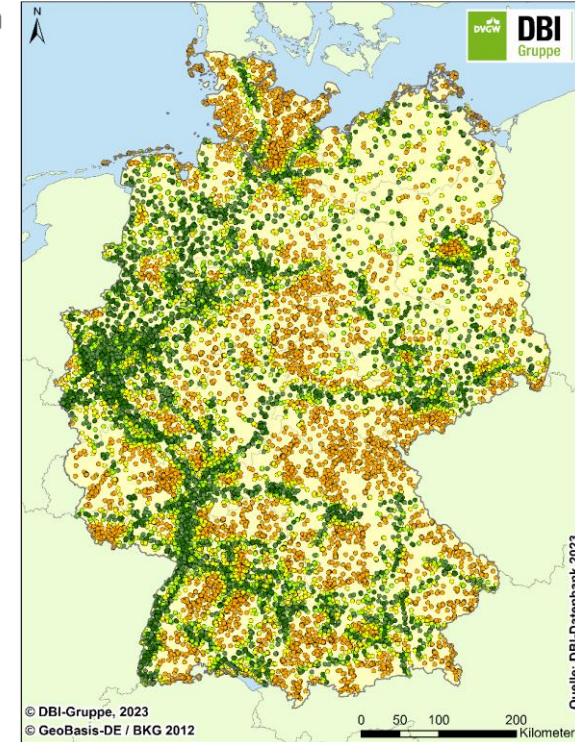 N
DVGW
DBI
Gruppe
Quelle: DBI-Datenbank 2023
© DBI-Gruppe, 2023
© GeoBasis-DE / BKG 2012
0 50 100 200
Kilometer